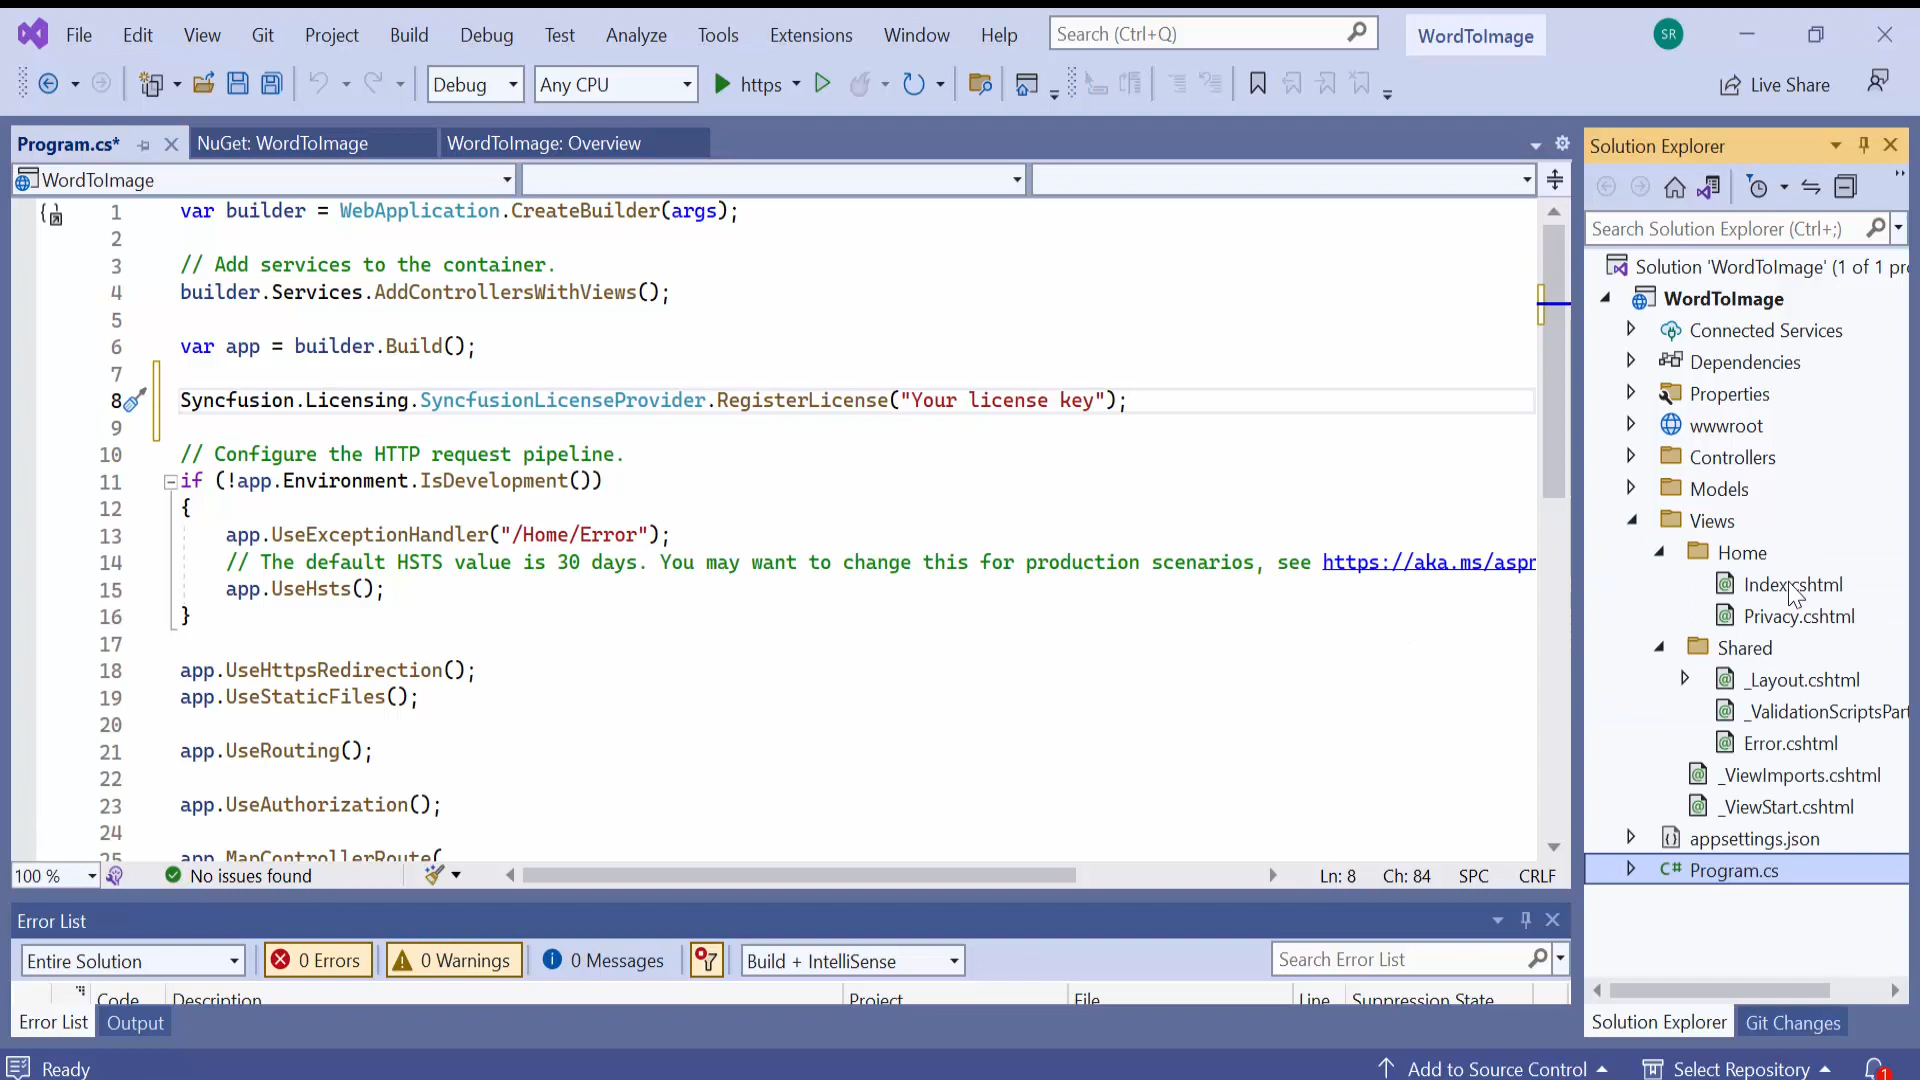 File Edit View Git Project Build Debug Test Analyze Tools Extensions Window Help Search (Ctrl+Q) WordToImage SR
Debug Any CPU https Live Share
Program.cs* NuGet: WordToImage WordToImage: Overview
WordToImage
1 var builder = WebApplication.CreateBuilder(args);
2
3 // Add services to the container.
4 builder.Services.AddControllersWithViews();
5
6 var app = builder.Build();
7
8 Syncfusion.Licensing.SyncfusionLicenseProvider.RegisterLicense("Your license key");
9
10 // Configure the HTTP request pipeline.
11 if (!app.Environment.IsDevelopment())
12 {
13 app.UseExceptionHandler("/Home/Error");
14 // The default HSTS value is 30 days. You may want to change this for production scenarios, see https://aka.ms/aspn
15 app.UseHsts();
16 }
17
18 app.UseHttpsRedirection();
19 app.UseStaticFiles();
20
21 app.UseRouting();
22
23 app.UseAuthorization();
24
25 app.MapControllerRoute(
100 % No issues found Ln: 8 Ch: 84 SPC CRLF
Error List
Entire Solution 0 Errors 0 Warnings 0 Messages Build + IntelliSense Search Error List
Code Description Project File Line Suppression State
Error List Output
Solution Explorer
Search Solution Explorer (Ctrl+;)
Solution 'WordToImage' (1 of 1 pr
WordToImage
Connected Services
Dependencies
Properties
wwwroot
Controllers
Models
Views
Home
Index.cshtml
Privacy.cshtml
Shared
_Layout.cshtml
_ValidationScriptsPart
Error.cshtml
_ViewImports.cshtml
_ViewStart.cshtml
appsettings.json
C# Program.cs
Solution Explorer Git Changes
Ready Add to Source Control Select Repository 1